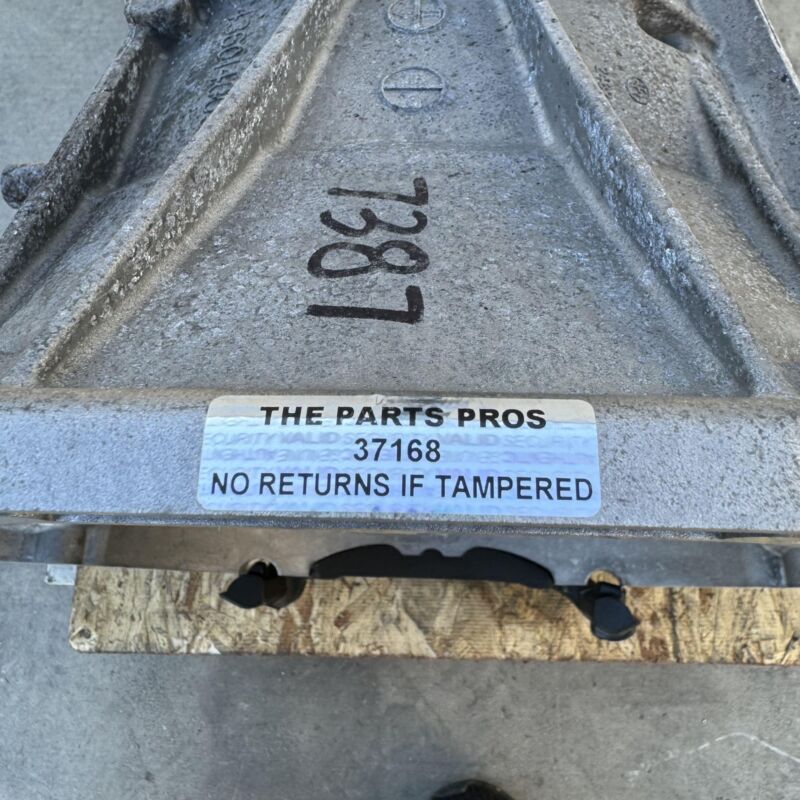 7387
THE PARTS PROS
37168
NO RETURNS IF TAMPERED